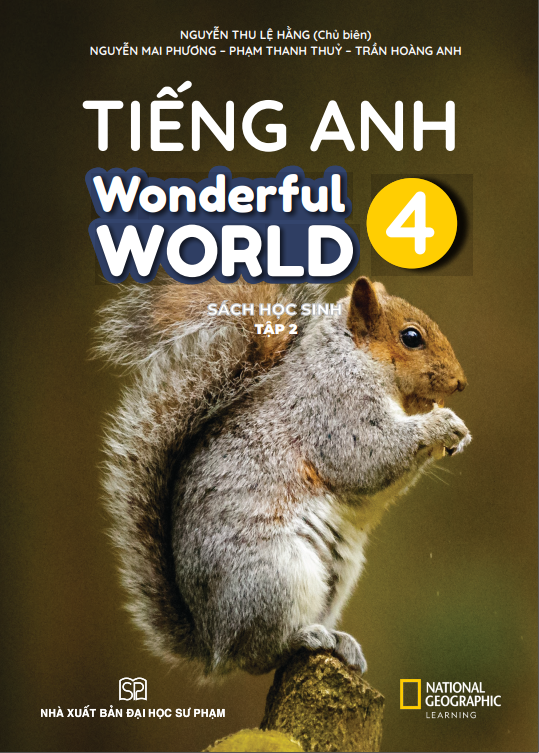 NGUYỄN THU LỆ HẰNG (Chủ biên)
NGUYỄN MAI PHƯƠNG – PHẠM THANH THUỶ – TRẦN HOÀNG ANH
TIẾNG ANH
Wonderful
WORLD
4
SÁCH HỌC SINH
TẬP 2
SP
NHÀ XUẤT BẢN ĐẠI HỌC SƯ PHẠM
NATIONAL
GEOGRAPHIC
LEARNING